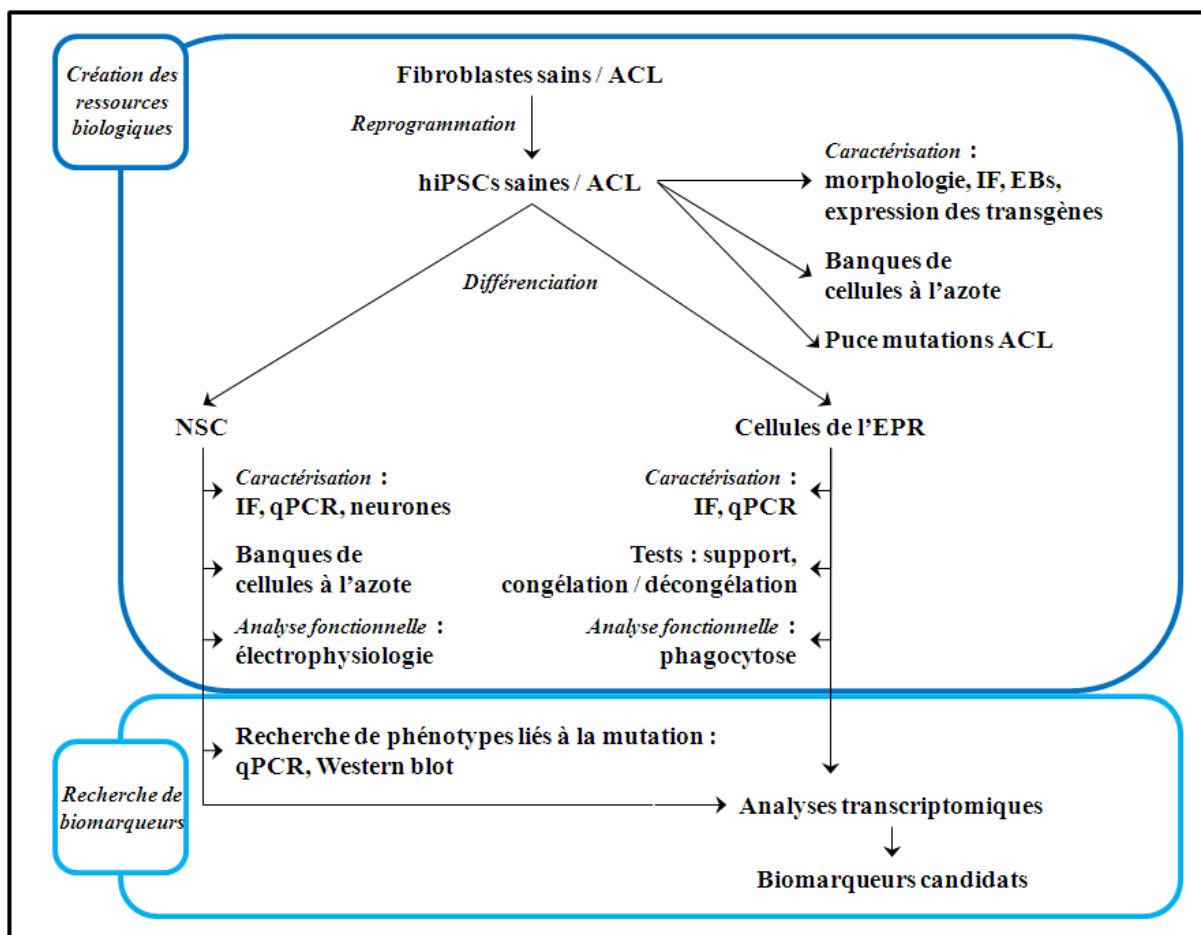 Création des
ressources
biologiques
Fibroblastes sains / ACL
Reprogrammation
hiPSCs saines / ACL
Caractérisation :
morphologie, IF, EBs,
expression des transgènes
Banques de
cellules à l'azote
Puce mutations ACL
Différenciation
NSC
Caractérisation :
IF, qPCR, neurones
Banques de
cellules à l'azote
Analyse fonctionnelle :
électrophysiologie
Cellules de l'EPR
Caractérisation :
IF, qPCR
Tests : support,
congélation / décongélation
Analyse fonctionnelle :
phagocytose
Recherche de
biomarqueurs
Recherche de phénotypes liés à la mutation :
qPCR, Western blot
Analyses transcriptomiques
Biomarqueurs candidats